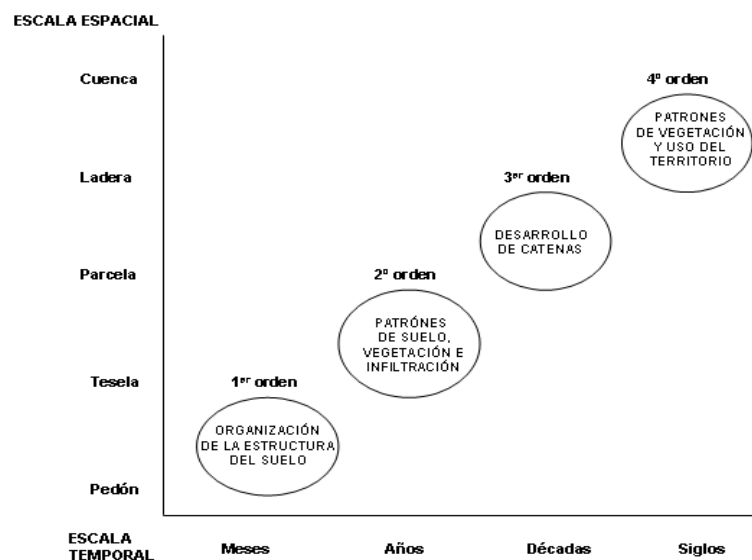 ESCALA ESPACIAL
Cuenca
4º orden
PATRONES
DE VEGETACIÓN
Y USO DEL
TERRITORIO
Ladera
3er orden
DESARROLLO
DE CATENAS
Parcela
2º orden
PATRÓNES
DE SUELO,
VEGETACIÓN E
INFILTRACIÓN
Tesela
1er orden
ORGANIZACIÓN
DE LA ESTRUCTURA
DEL SUELO
Pedón
ESCALA
TEMPORAL
Meses
Años
Décadas
Siglos